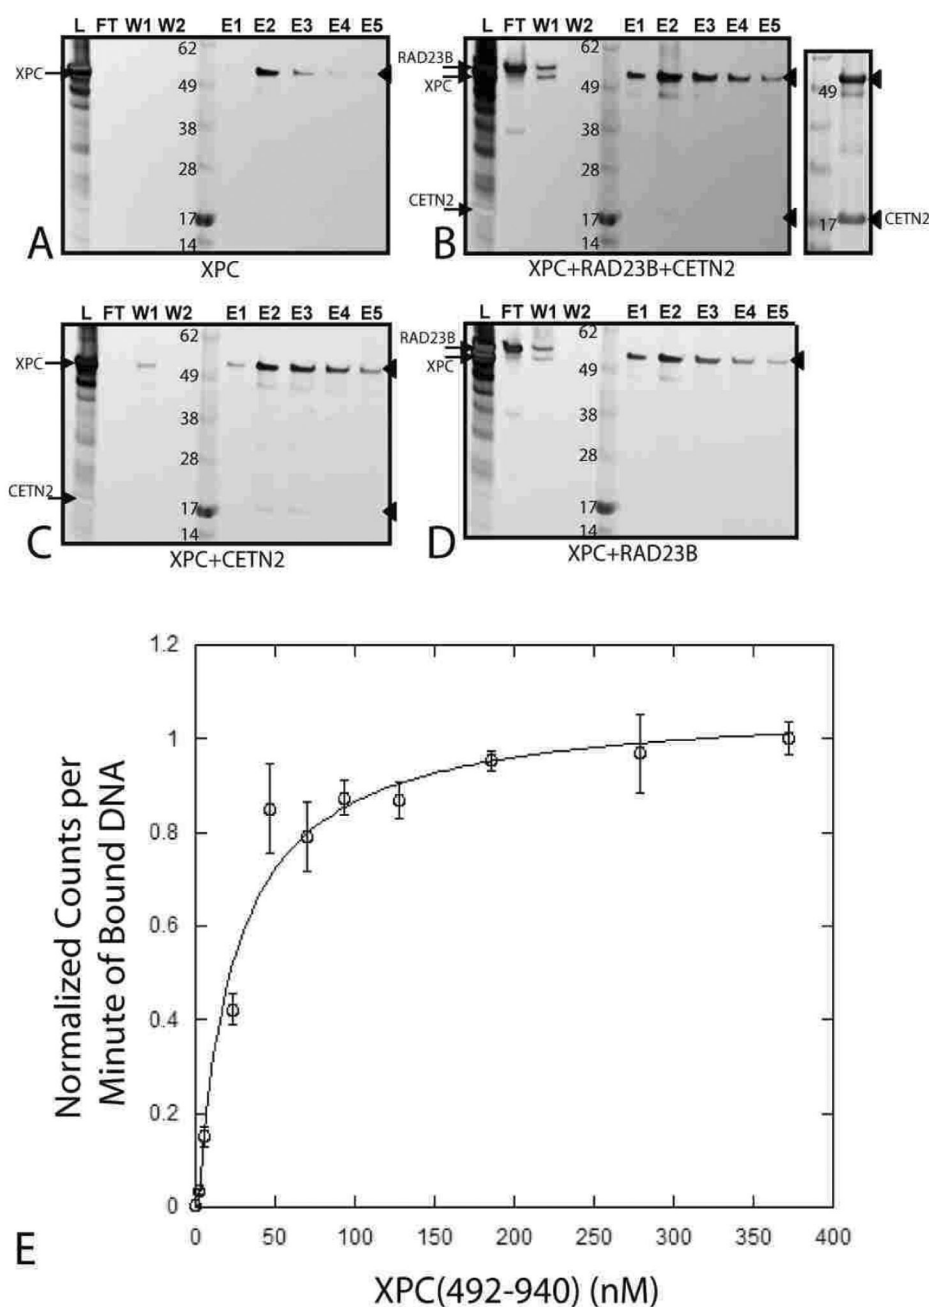 L FT W1 W2 E1 E2 E3 E4 E5
XPC
62
49
38
28
17
14
A
XPC
L FT W1 W2 E1 E2 E3 E4 E5
RAD23B
XPC
CETN2
62
49
38
28
17
14
B
XPC+RAD23B+CETN2
49
17
CETN2
L FT W1 W2 E1 E2 E3 E4 E5
XPC
CETN2
62
49
38
28
17
14
C
XPC+CETN2
L FT W1 W2 E1 E2 E3 E4 E5
RAD23B
XPC
62
49
38
28
17
14
D
XPC+RAD23B
Normalized Counts per
Minute of Bound DNA
1.2
1
0.8
0.6
0.4
0.2
0
0 50 100 150 200 250 300 350 400
XPC(492-940) (nM)
E